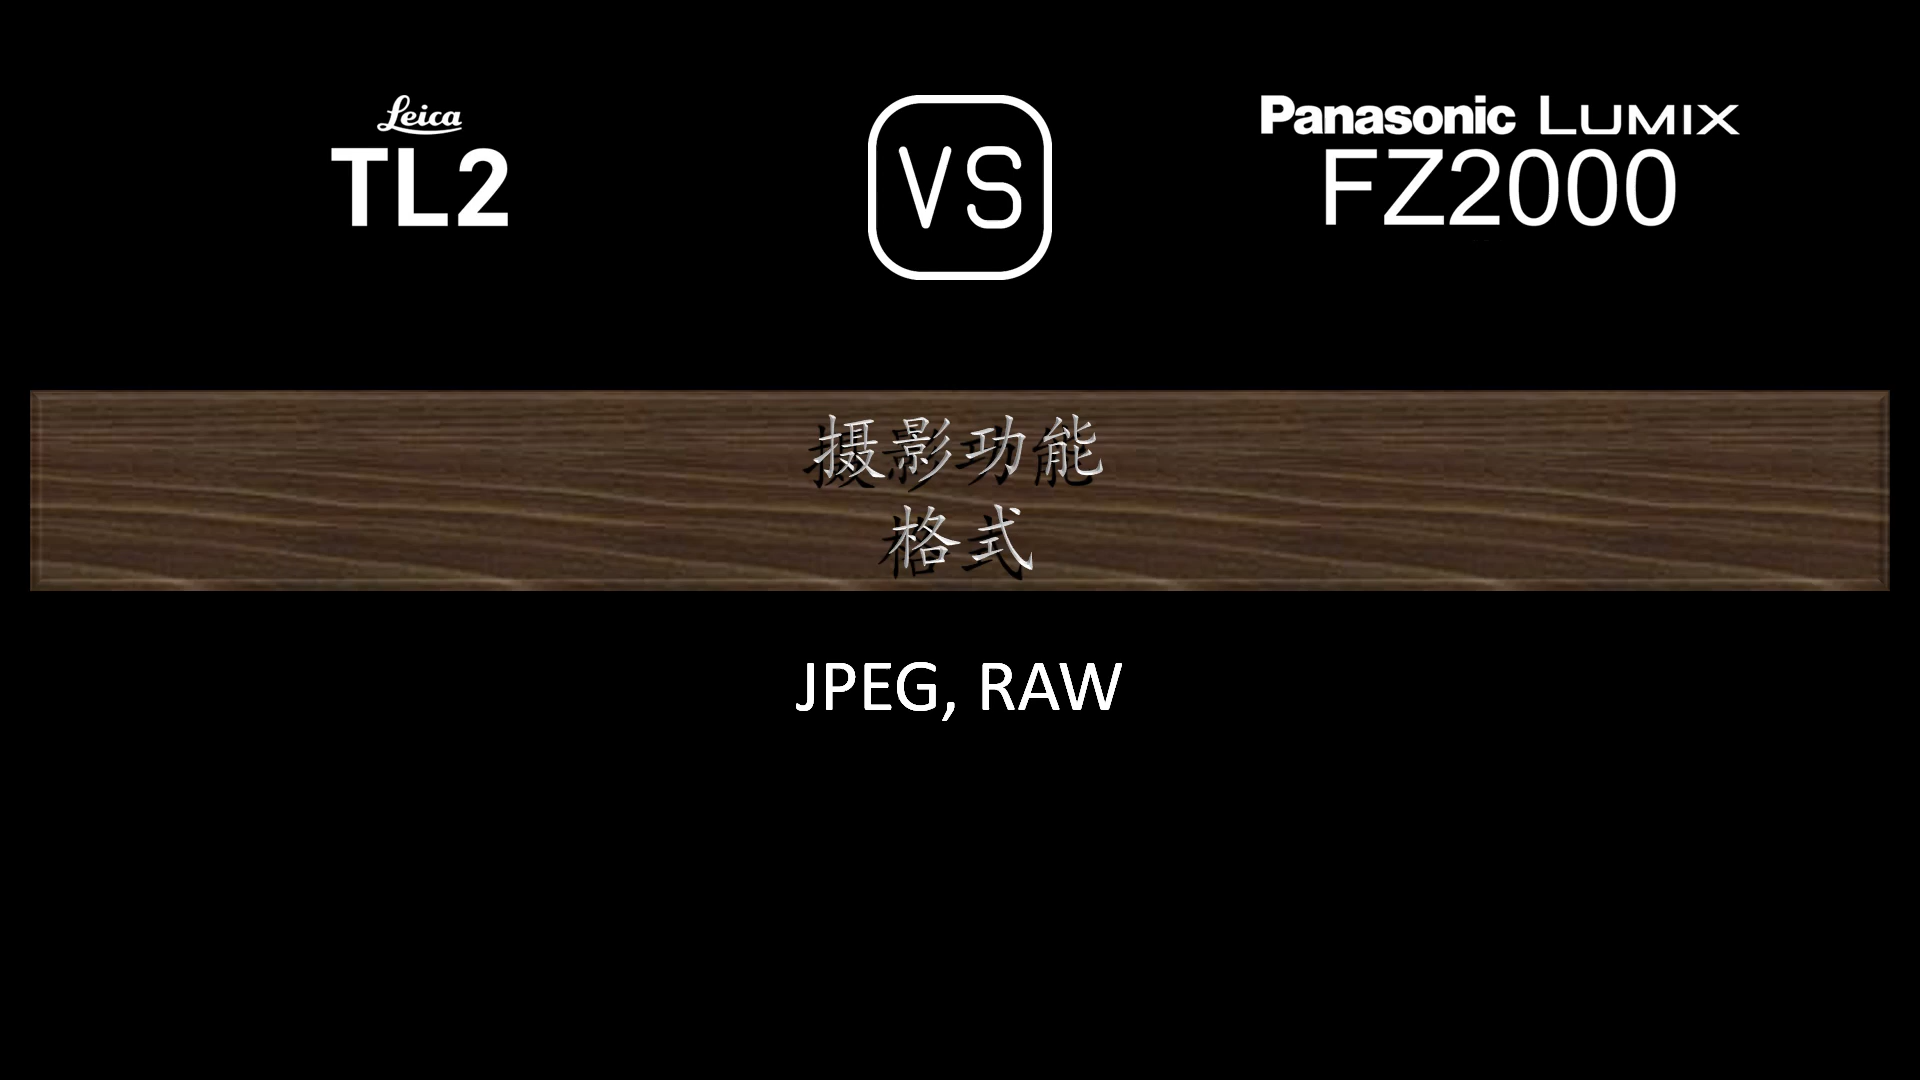 Leica
TL2
VS
Panasonic LUMIX
FZ2000
摄影功能
格式
JPEG, RAW